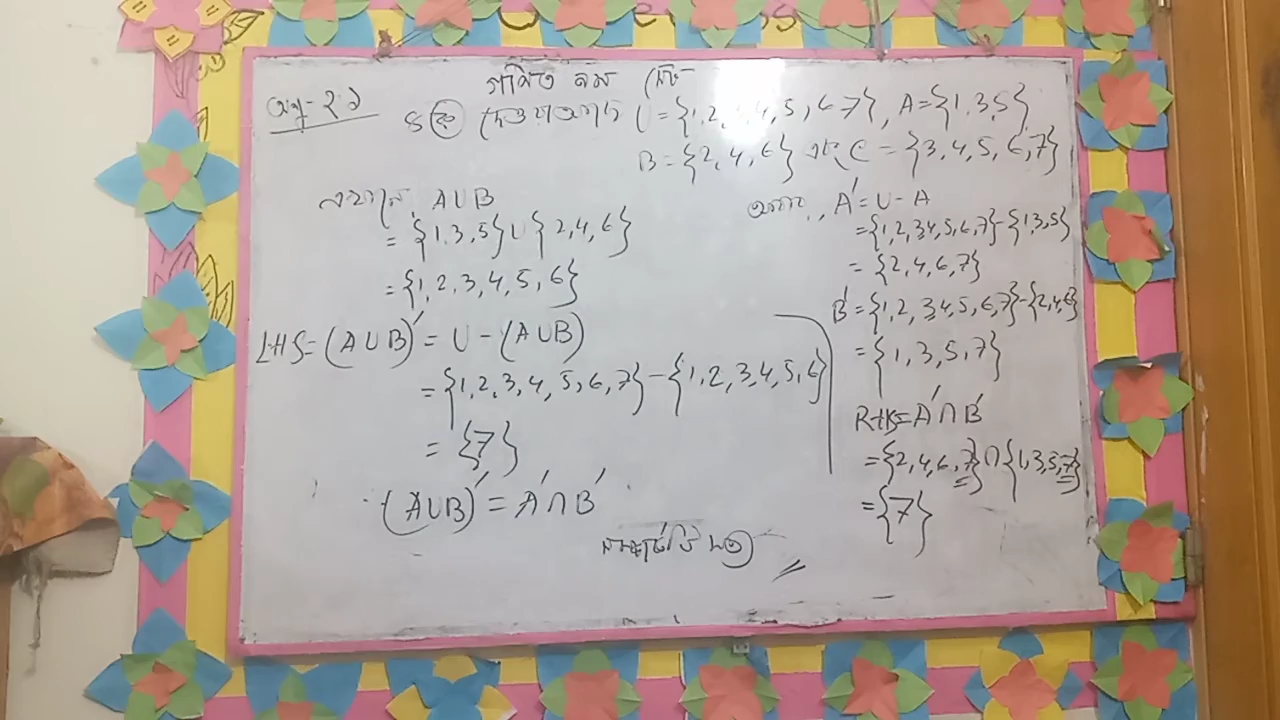 গণিত নবম
অনু - ২.১
৪ (ক) দেওয়া আছে U = {1, 2, 3, 4, 5, 6, 7}, A = {1, 3, 5}
B = {2, 4, 6} এবং C = {3, 4, 5, 6, 7}
এখানে, A∪B
= {1, 3, 5} ∪ {2, 4, 6}
= {1, 2, 3, 4, 5, 6}
LHS = (A∪B)′ = U - (A∪B)
= {1, 2, 3, 4, 5, 6, 7} - {1, 2, 3, 4, 5, 6}
= {7}
(A∪B)′ = A′∩B′
A′ = U - A
= {1, 2, 3, 4, 5, 6, 7} - {1, 3, 5}
= {2, 4, 6, 7}
B′ = {1, 2, 3, 4, 5, 6, 7} - {2, 4, 6}
= {1, 3, 5, 7}
RHS = A′∩B′
= {2, 4, 6, 7} ∩ {1, 3, 5, 7}
= {7}